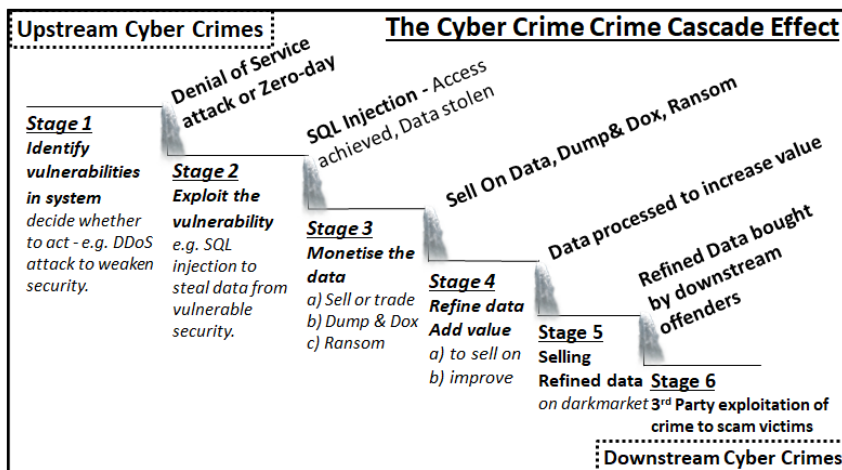 Upstream Cyber Crimes
The Cyber Crime Crime Cascade Effect
Denial of Service
attack or Zero-day
SQL Injection - Access
achieved, Data stolen
Sell On Data, Dump& Dox, Ransom
Data processed to increase value
Refined Data bought
by downstream
offenders
Stage 1
Identify
vulnerabilities
in system
decide whether
to act - e.g. DDoS
attack to weaken
security.
Stage 2
Exploit the
vulnerability
e.g. SQL
injection to
steal data from
vulnerable
security.
Stage 3
Monetise the
data
a) Sell or trade
b) Dump & Dox
c) Ransom
Stage 4
Refine data
Add value
a) to sell on
b) improve
Stage 5
Selling
Refined data
on darkmarket
Stage 6
3rd Party exploitation of
crime to scam victims
Downstream Cyber Crimes